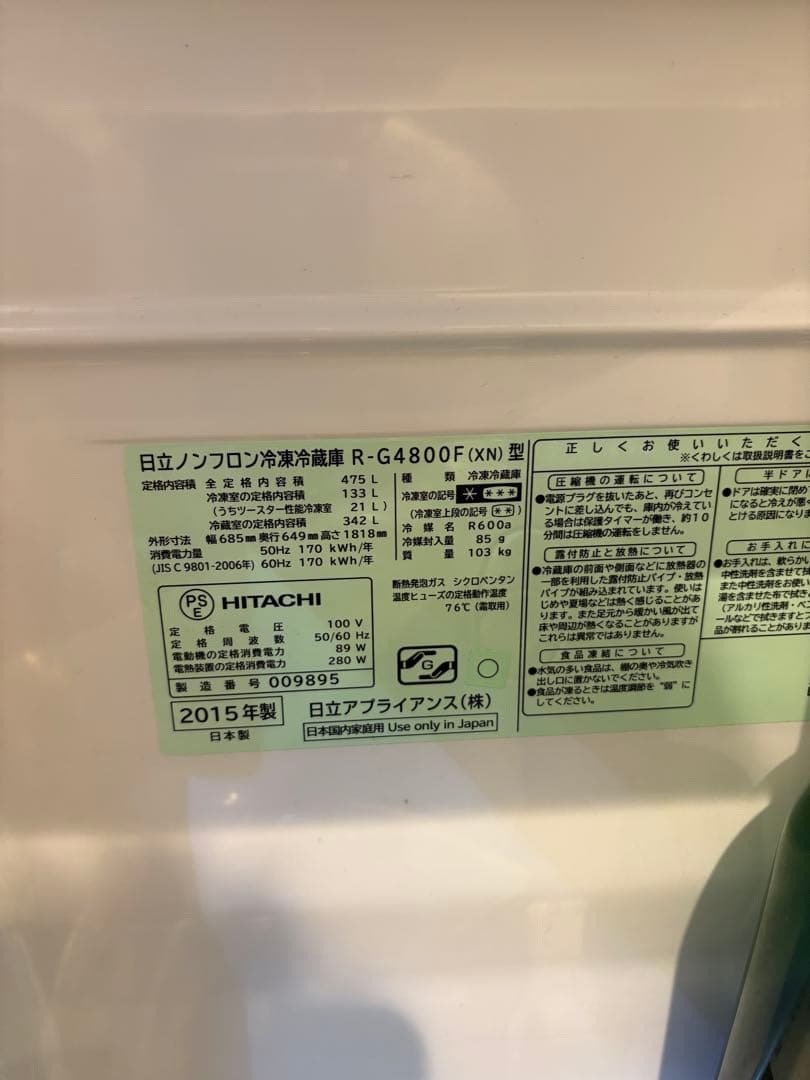 日立ノンフロン冷凍冷蔵庫 R-G4800F(XN)型
定格内容積 全定格内容積 475 L
冷凍室の定格内容積 133 L
(うちツースター性能冷凍室 21 L)
冷蔵室の定格内容積 342 L
外形寸法 幅685㎜奥行649㎜高さ1818㎜
消費電力量 50Hz 170 kWh/年
(JIS C 9801-2006年) 60Hz 170 kWh/年
種類 冷凍冷蔵庫
冷凍室の記号 * ***
(冷凍室上段の記号 **)
冷媒名 R600a
冷媒封入量 85 g
質量 103 kg
PS
E
HITACHI
定格電圧 100 V
定格周波数 50/60 Hz
電動機の定格消費電力 89 W
電熱装置の定格消費電力 280 W
製造番号 009895
断熱発泡ガス シクロペンタン
温度ヒューズの定格動作温度
76℃(霜取用)
G
2015年製
日本製
日立アプライアンス(株)
日本国内家庭用 Use only in Japan
正しくお使いいただく
※くわしくは取扱説明書をご
圧縮機の運転について
●電源プラグを抜いたあと、再びコンセ
ントに差し込んでも、庫内が冷えてい
る場合は保護タイマーが働き、約10
分間は圧縮機の運転をしません。
露付防止と放熱について
●冷蔵庫の前面や側面などに放熱器の
一部を利用した露付防止パイプ・放熱
パイプが組み込まれています。使いは
じめや夏場などは熱く感じることがあ
ります。また足元から暖かい風が出て
床や周辺が熱くなることがありますが
これらは異常ではありません。
食品凍結について
●水気の多い食品は、棚の奥や冷気吹き
出し口に置かないでください。
●食品が凍るときは温度調節を“弱”に
してください。
半ドアに
●ドアは確実に閉めて
になると冷えが悪く
とける原因になりま
お手入れに
●お手入れは、軟らかい
中性洗剤を含ませて拭
また中性洗剤をお使い
湯を含ませた布で拭き
(アルカリ性洗剤・ベン
ールなどで拭きますとプ
品が割れることがありま